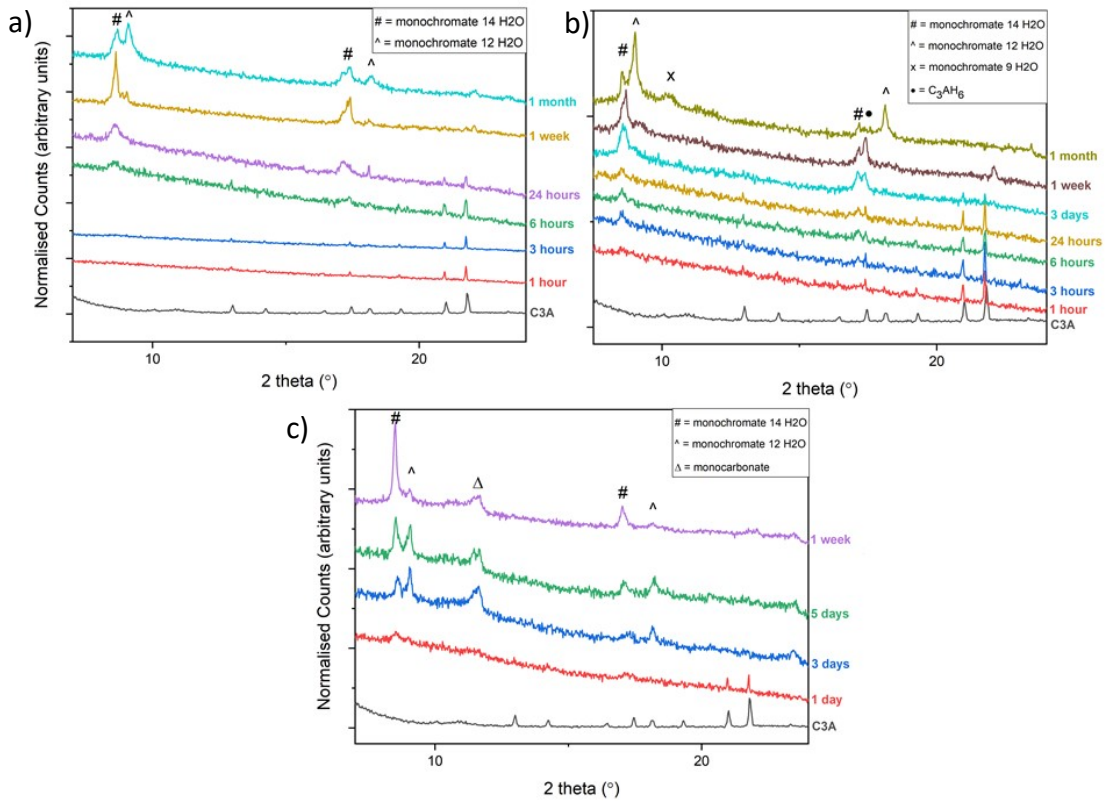 a)
# = monochromate 14 H2O
^ = monochromate 12 H2O
#
^
#
^
1 month
1 week
24 hours
6 hours
3 hours
1 hour
C3A
Normalised Counts (arbitrary units)
10
20
2 theta (°)
b)
# = monochromate 14 H2O
^ = monochromate 12 H2O
x = monochromate 9 H2O
• = C₃AH₆
^
#
x
^
# •
1 month
1 week
3 days
24 hours
6 hours
3 hours
1 hour
C3A
Normalised Counts (arbitrary units)
10
20
2 theta (°)
c)
# = monochromate 14 H2O
^ = monochromate 12 H2O
Δ = monocarbonate
#
^
Δ
#
^
1 week
5 days
3 days
1 day
C3A
Normalised Counts (arbitrary units)
10
20
2 theta (°)